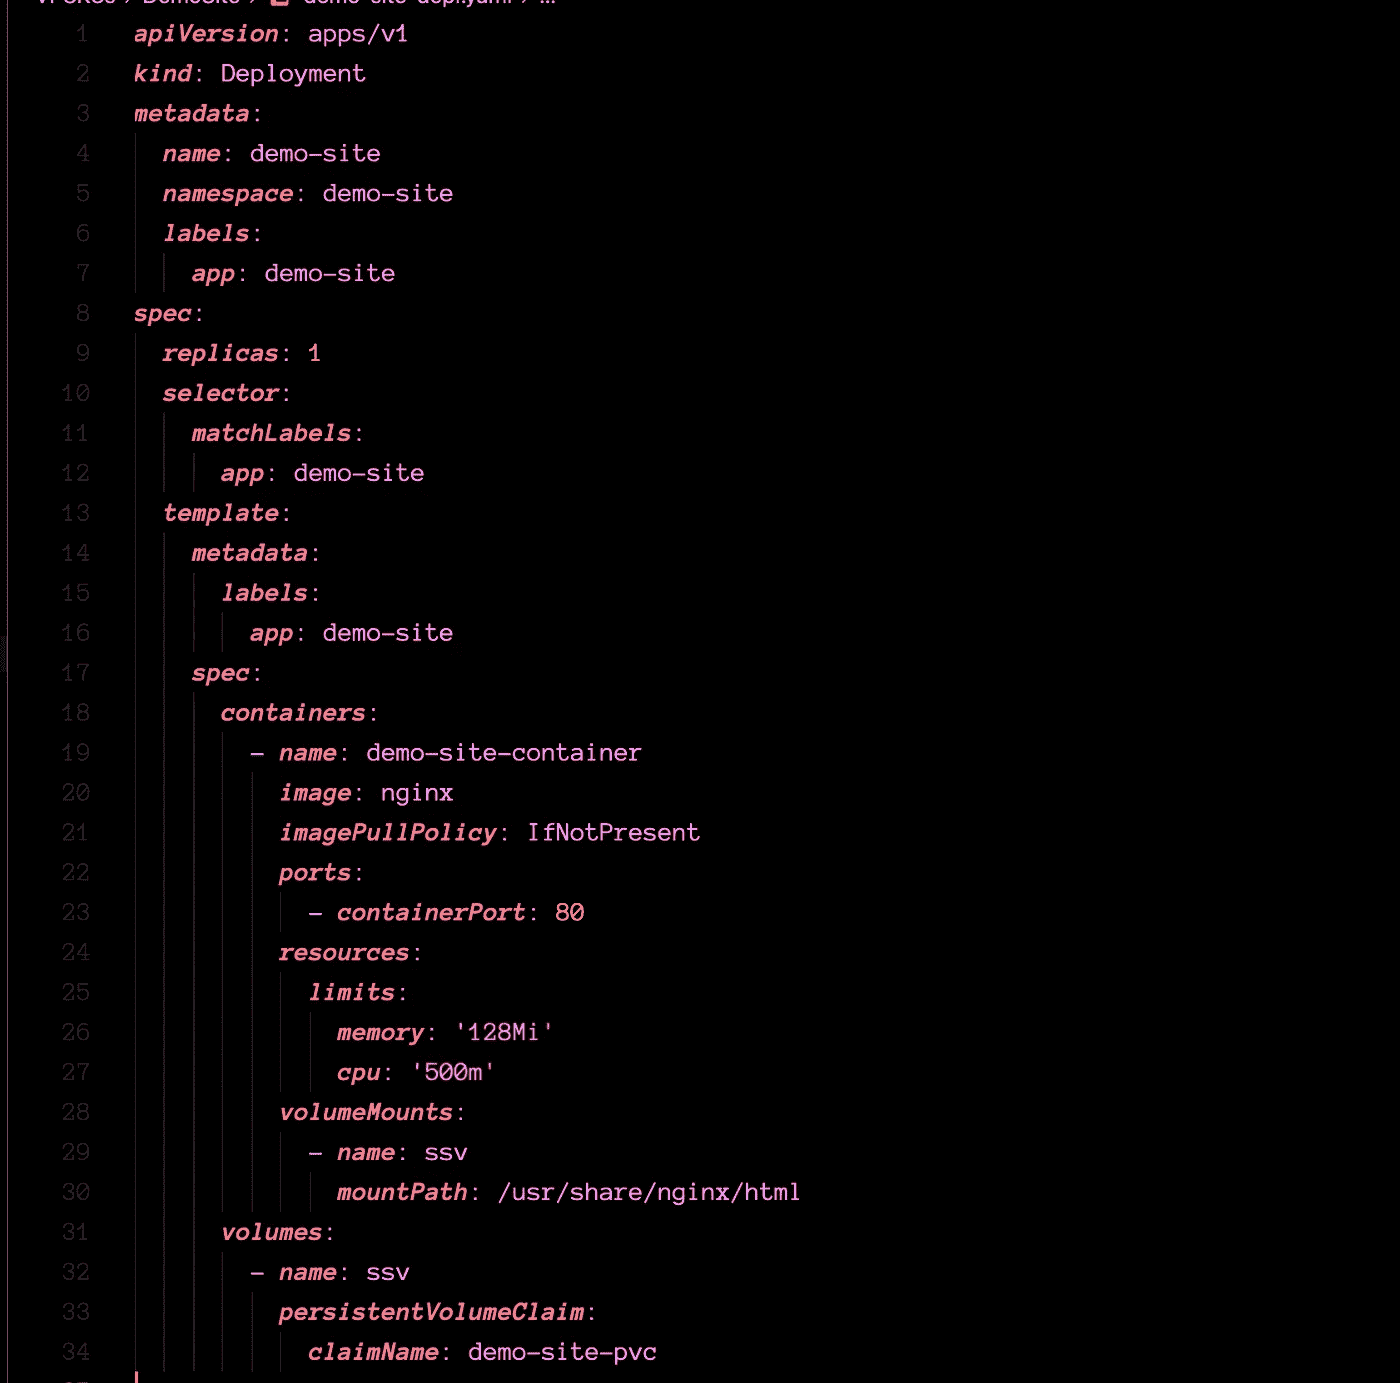 1 apiVersion: apps/v1
2 kind: Deployment
3 metadata:
4   name: demo-site
5   namespace: demo-site
6   labels:
7     app: demo-site
8 spec:
9   replicas: 1
10   selector:
11     matchLabels:
12       app: demo-site
13   template:
14     metadata:
15       labels:
16         app: demo-site
17     spec:
18       containers:
19         - name: demo-site-container
20           image: nginx
21           imagePullPolicy: IfNotPresent
22           ports:
23             - containerPort: 80
24           resources:
25             limits:
26               memory: '128Mi'
27               cpu: '500m'
28           volumeMounts:
29             - name: ssv
30               mountPath: /usr/share/nginx/html
31       volumes:
32         - name: ssv
33           persistentVolumeClaim:
34             claimName: demo-site-pvc